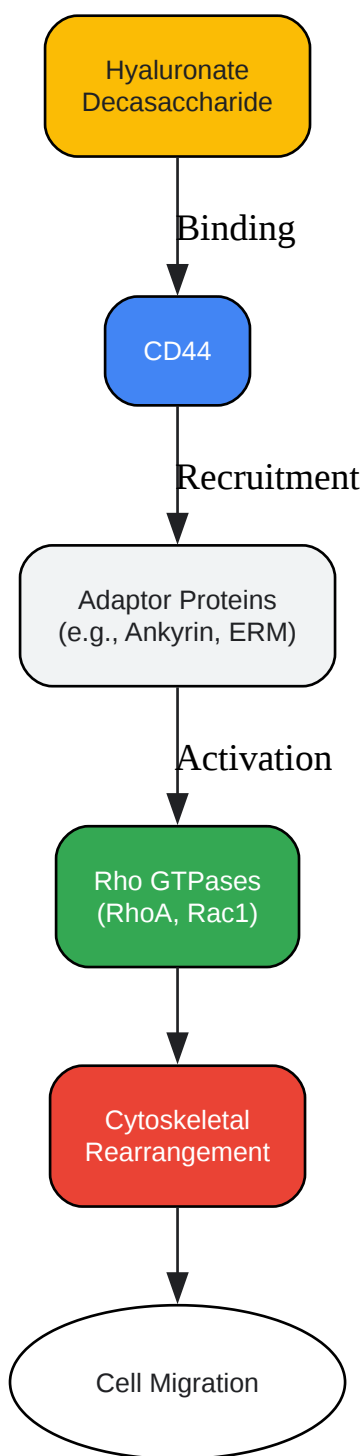 Hyaluronate
Decasaccharide
Binding
CD44
Recruitment
Adaptor Proteins
(e.g., Ankyrin, ERM)
Activation
Rho GTPases
(RhoA, Rac1)
Cytoskeletal
Rearrangement
Cell Migration